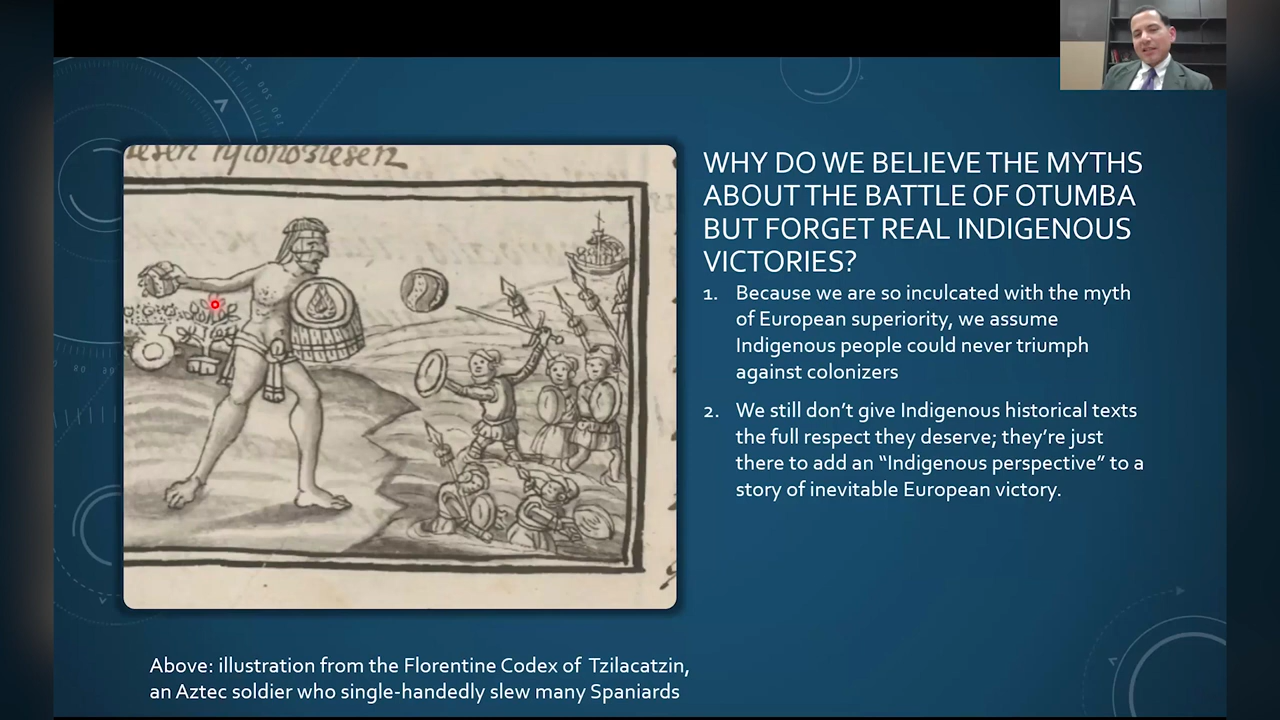 WHY DO WE BELIEVE THE MYTHS
ABOUT THE BATTLE OF OTUMBA
BUT FORGET REAL INDIGENOUS
VICTORIES?
1. Because we are so inculcated with the myth
of European superiority, we assume
Indigenous people could never triumph
against colonizers
2. We still don't give Indigenous historical texts
the full respect they deserve; they're just
there to add an “Indigenous perspective” to a
story of inevitable European victory.
Above: illustration from the Florentine Codex of Tzilacatzin,
an Aztec soldier who single-handedly slew many Spaniards